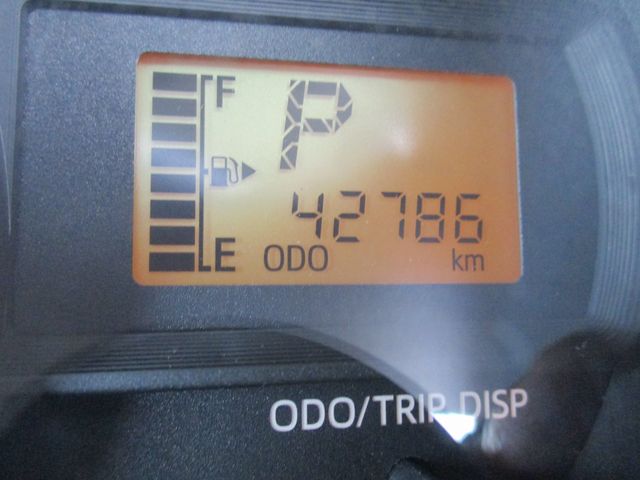 F
P
42786
E ODO km
ODO/TRIP DISP